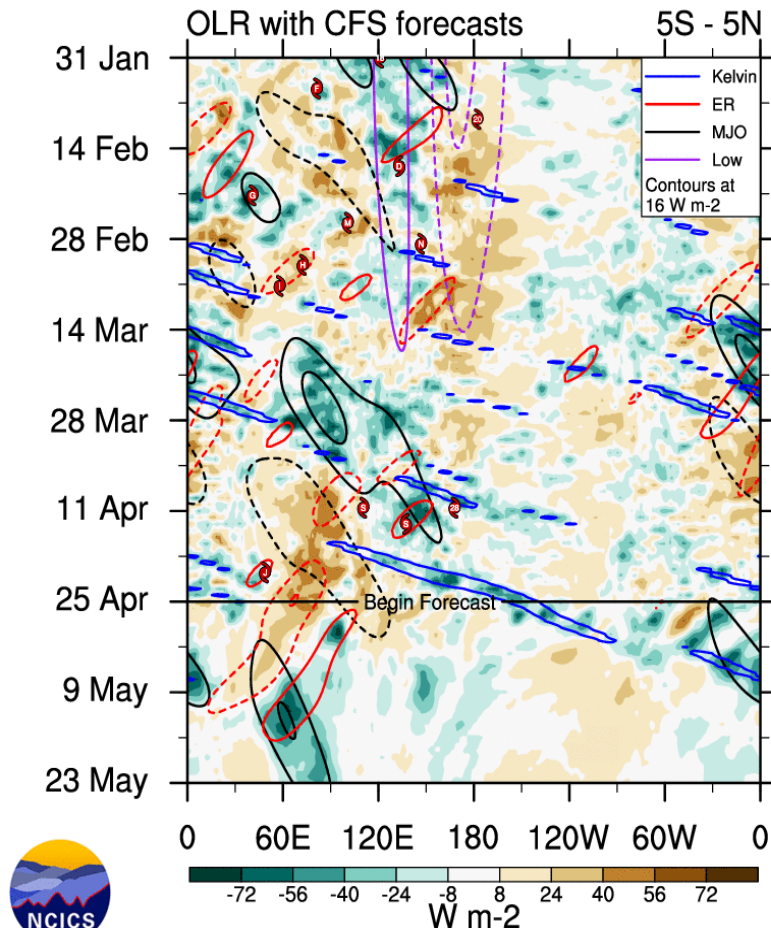 OLR with CFS forecasts 5S - 5N
31 Jan
14 Feb
28 Feb
14 Mar
28 Mar
11 Apr
25 Apr
9 May
23 May
Kelvin
ER
MJO
Low
Contours at
16 W m-2
F
20
D
G
M
N
H
I
S
S
28
J
Begin Forecast
0 60E 120E 180 120W 60W 0
-72 -56 -40 -24 -8 8 24 40 56 72
W m-2
NCICS